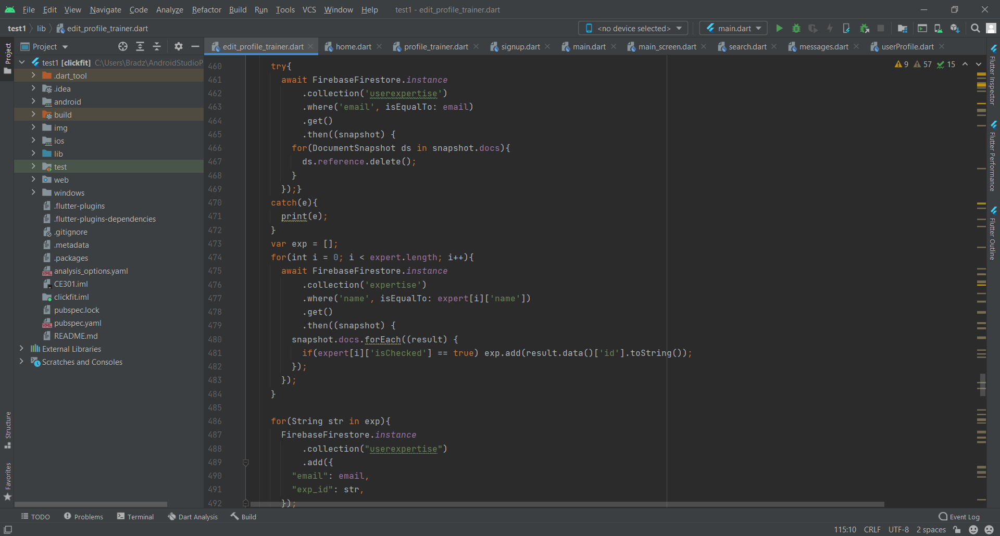 File Edit View Navigate Code Analyze Refactor Build Run Tools VCS Window Help test1 - edit_profile_trainer.dart
test1 lib edit_profile_trainer.dart <no device selected> main.dart
Project
edit_profile_trainer.dart home.dart profile_trainer.dart signup.dart main.dart main_screen.dart search.dart messages.dart userProfile.dart
Project
Structure
Favorites
test1 [clickfit] C:\Users\Bradz\AndroidStudioP
.dart_tool
.idea
android
build
img
ios
lib
test
web
windows
.flutter-plugins
.flutter-plugins-dependencies
.gitignore
.metadata
.packages
analysis_options.yaml
CE301.iml
clickfit.iml
pubspec.lock
pubspec.yaml
README.md
External Libraries
Scratches and Consoles
9 57 15
460 try{
461 await FirebaseFirestore.instance
462 .collection('userexpertise')
463 .where('email', isEqualTo: email)
464 .get()
465 .then((snapshot) {
466 for(DocumentSnapshot ds in snapshot.docs){
467 ds.reference.delete();
468 }
469 });}
470 catch(e){
471 print(e);
472 }
473 var exp = [];
474 for(int i = 0; i < expert.length; i++){
475 await FirebaseFirestore.instance
476 .collection('expertise')
477 .where('name', isEqualTo: expert[i]['name'])
478 .get()
479 .then((snapshot) {
480 snapshot.docs.forEach((result) {
481 if(expert[i]['isChecked'] == true) exp.add(result.data()['id'].toString());
482 });
483 });
484 }
485
486 for(String str in exp){
487 FirebaseFirestore.instance
488 .collection("userexpertise")
489 .add({
490 "email": email,
491 "exp_id": str,
492 });
Flutter Inspector
Flutter Performance
Flutter Outline
TODO Problems Terminal Dart Analysis Build Event Log
115:10 CRLF UTF-8 2 spaces